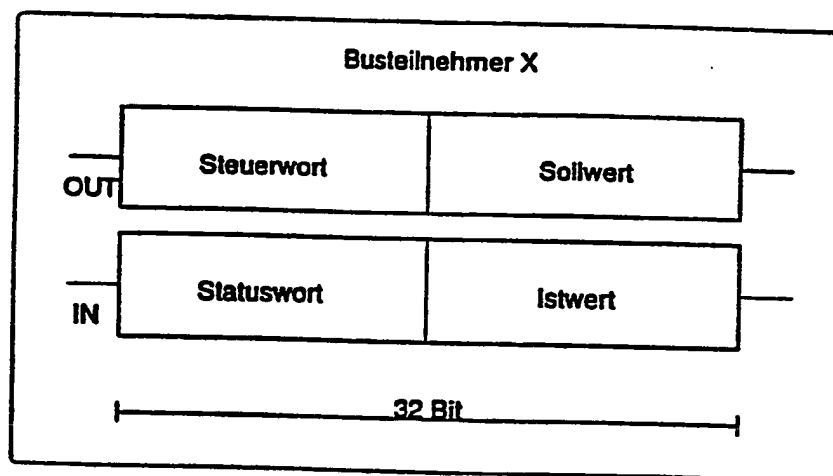 Busteilnehmer X
Steuerwort Sollwert
OUT
Statuswort Istwert
IN
32 Bit